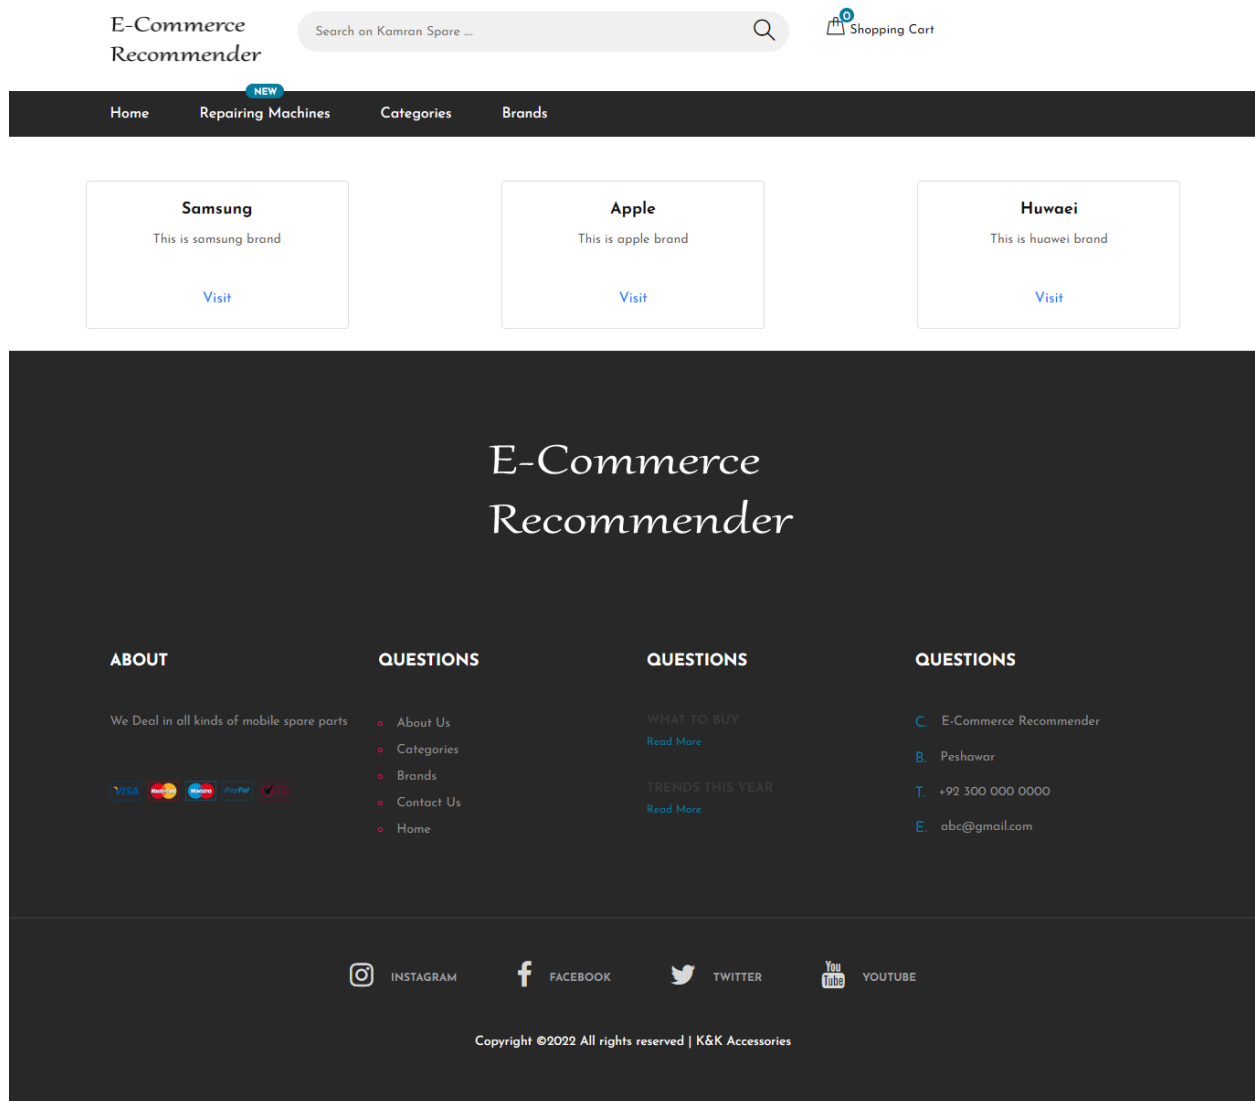 E-Commerce
Recommender
Search on Kamran Spare ....
0
Shopping Cart
NEW
Home
Repairing Machines
Categories
Brands
Samsung
This is samsung brand
Visit
Apple
This is apple brand
Visit
Huwaei
This is huawei brand
Visit
E-Commerce
Recommender
ABOUT
We Deal in all kinds of mobile spare parts
VISA
MasterCard
Maestro
PayPal
QUESTIONS
About Us
Categories
Brands
Contact Us
Home
QUESTIONS
WHAT TO BUY
Read More
TRENDS THIS YEAR
Read More
QUESTIONS
C. E-Commerce Recommender
B. Peshawar
T. +92 300 000 0000
E. abc@gmail.com
INSTAGRAM
FACEBOOK
TWITTER
You
Tube
YOUTUBE
Copyright ©2022 All rights reserved | K&K Accessories